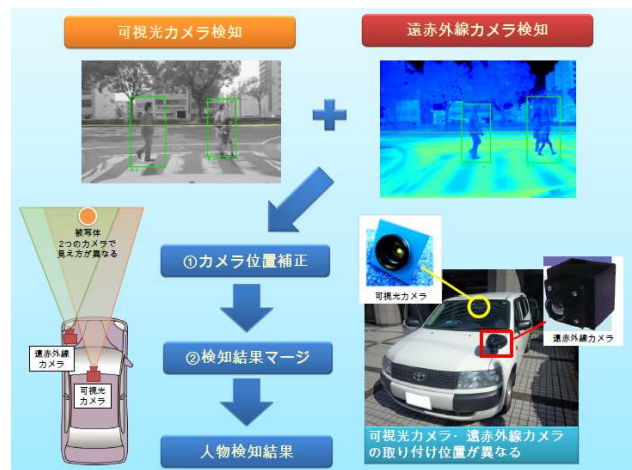 可視光カメラ検知
遠赤外線カメラ検知
被写体
2つのカメラで
見え方が異なる
①カメラ位置補正
可視光カメラ
遠赤外線カメラ
遠赤外線
カメラ
②検知結果マージ
可視光
カメラ
人物検知結果
可視光カメラ・遠赤外線カメラ
の取り付け位置が異なる